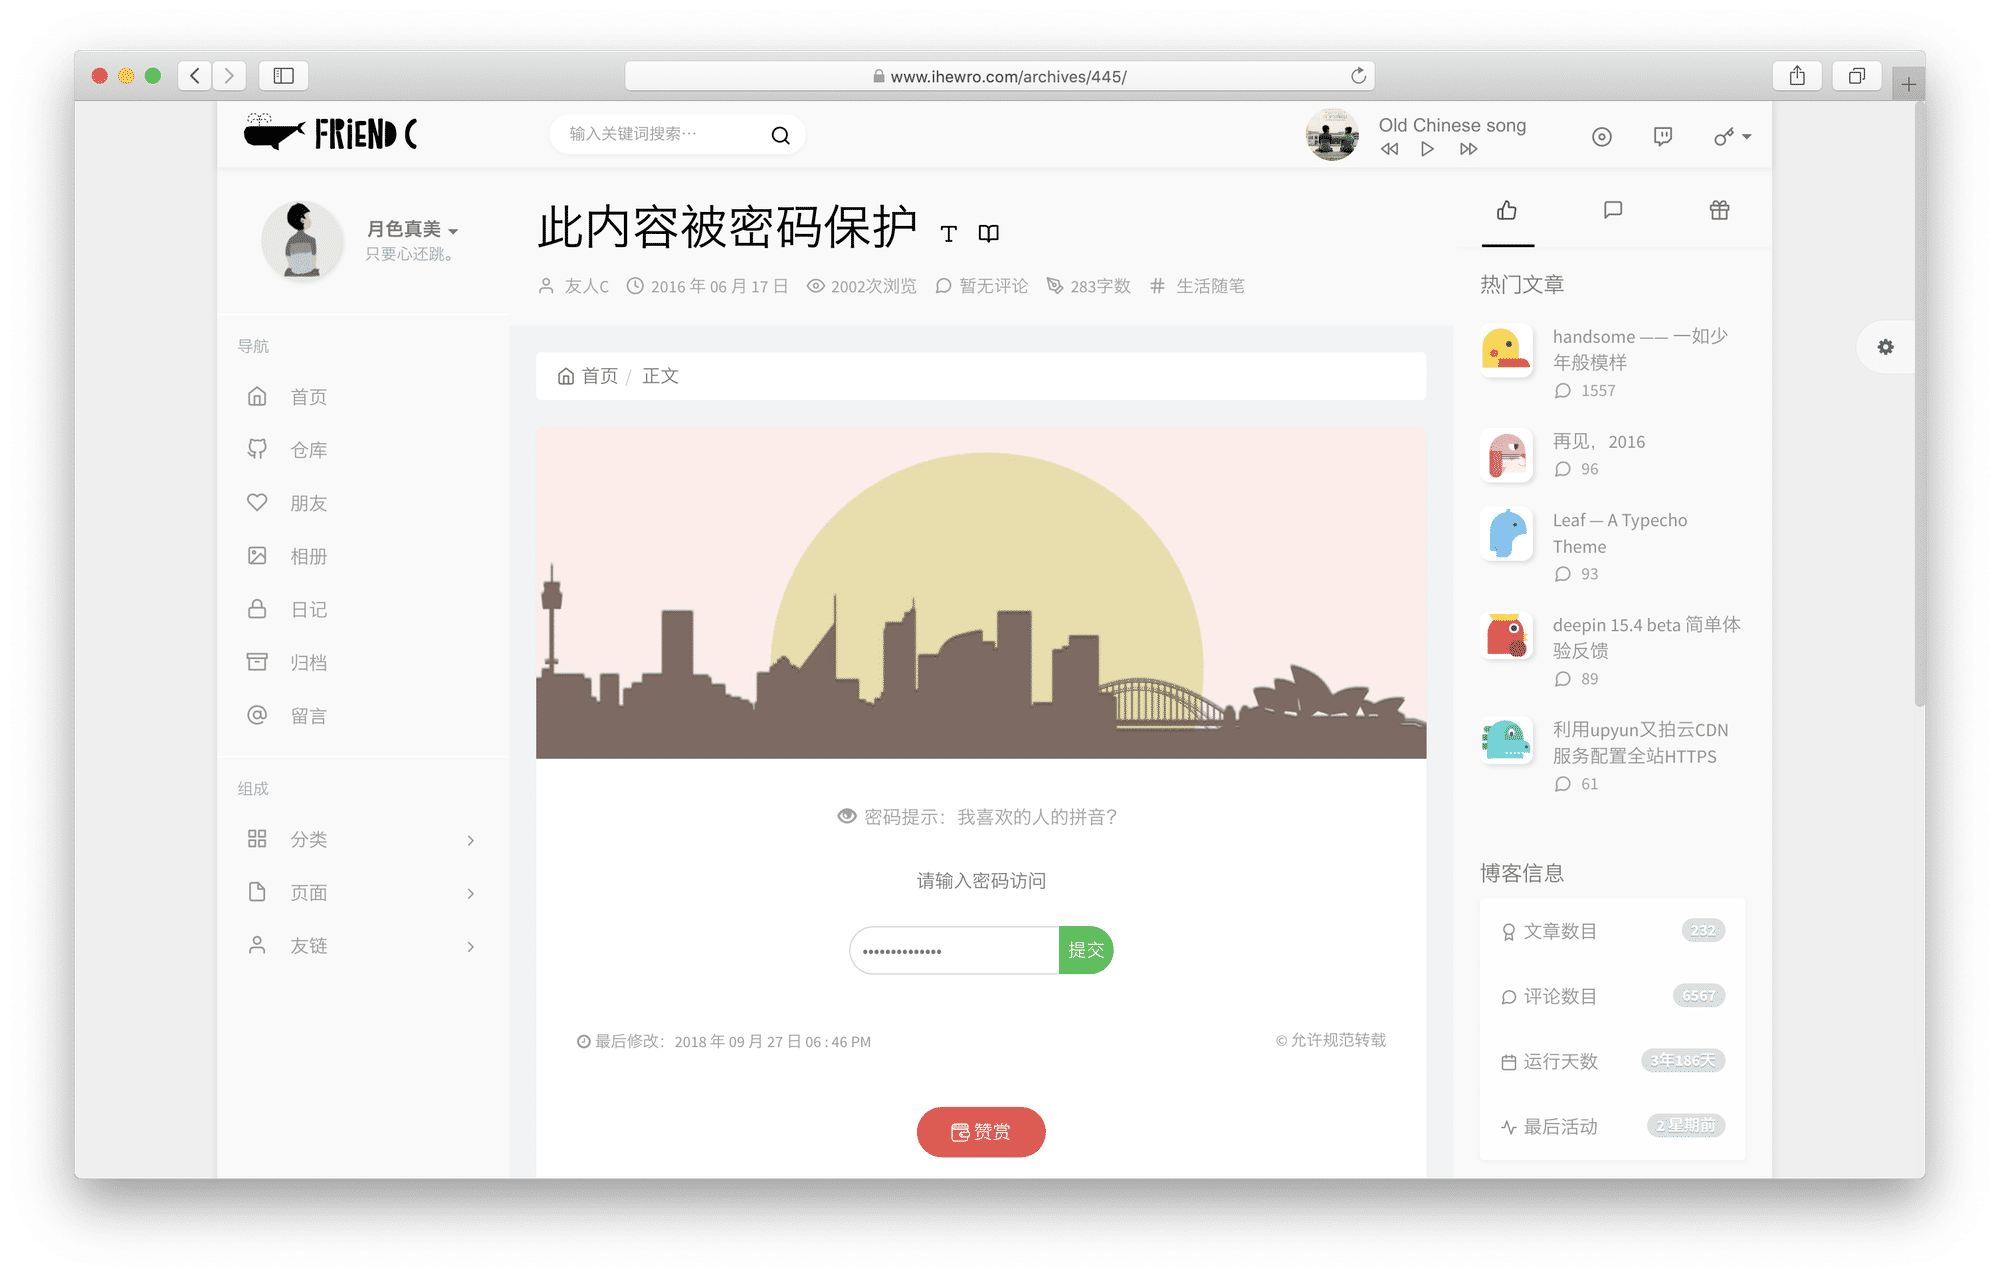 www.ihewro.com/archives/445/
FRiEND C
输入关键词搜索…
Old Chinese song
月色真美
只要心还跳。
导航
首页
仓库
朋友
相册
日记
归档
留言
组成
分类
页面
友链
此内容被密码保护
友人C 2016 年 06 月 17 日 2002次浏览 暂无评论 283字数 # 生活随笔
首页 / 正文
密码提示：我喜欢的人的拼音？
请输入密码访问
••••••••••••••
提交
最后修改：2018 年 09 月 27 日 06 : 46 PM
© 允许规范转载
赞赏
热门文章
handsome —— 一如少
年般模样
1557
再见，2016
96
Leaf — A Typecho
Theme
93
deepin 15.4 beta 简单体
验反馈
89
利用upyun又拍云CDN
服务配置全站HTTPS
61
博客信息
文章数目 232
评论数目 6567
运行天数 3年186天
最后活动 2 星期前